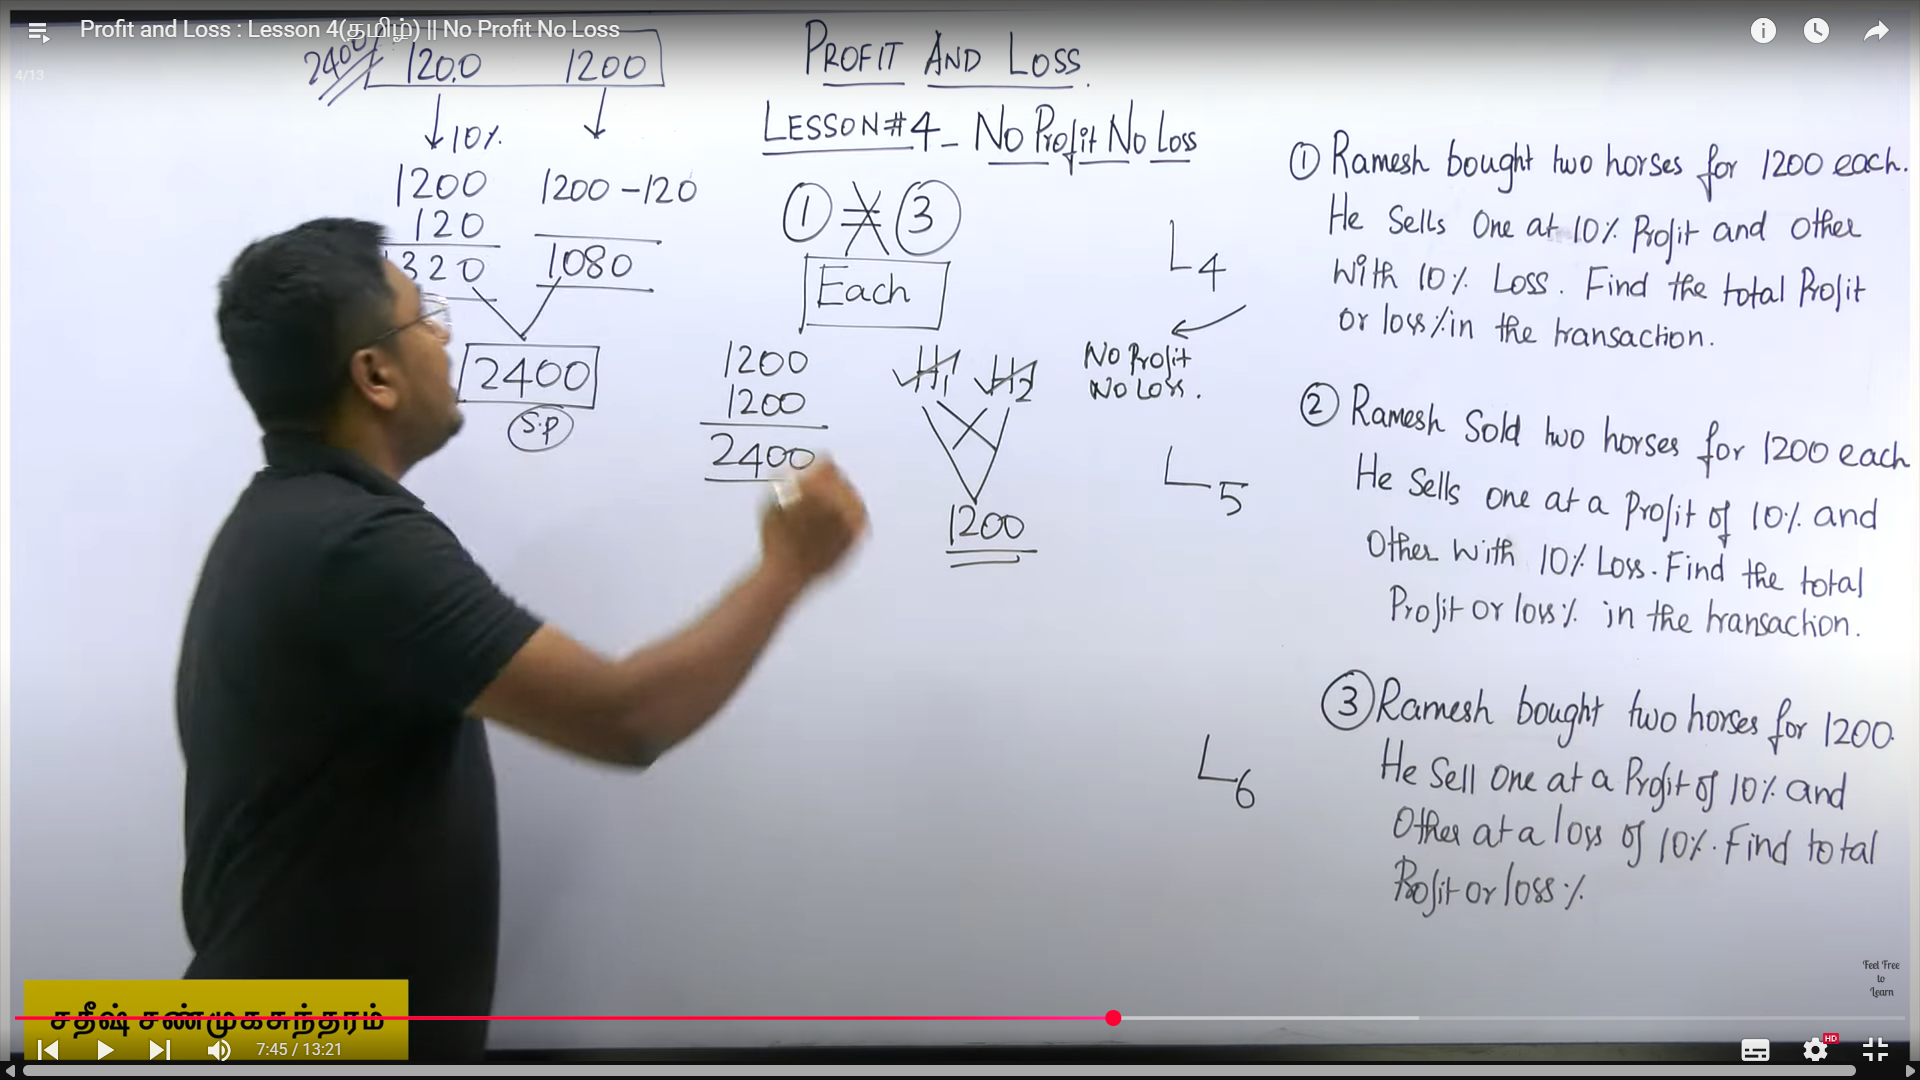 Profit and Loss : Lesson 4(தமிழ்) || No Profit No Loss
4/13
2400
1200 1200
10%
1200 1200 - 120
120
320 1080
2400
S.P
PROFIT AND LOSS.
LESSON#4 - No Profit No Loss
① ③
Each
1200
1200
2400
H1 H2
1200
L4
No Profit
No Loss.
L5
L6
① Ramesh bought two horses for 1200 each.
He Sells One at 10% Profit and other
With 10% Loss. Find the total Profit
or loss % in the transaction.
② Ramesh Sold two horses for 1200 each
He Sells one at a Profit of 10% and
Other with 10% Loss. Find the total
Profit or loss % in the transaction.
③ Ramesh bought two horses for 1200.
He Sell one at a Profit of 10% and
Other at a loss of 10%. Find total
Profit or loss %
Feel Free
to
Learn
சதீஷ் சண்முகசுந்தரம்
7:45 / 13:21
HD